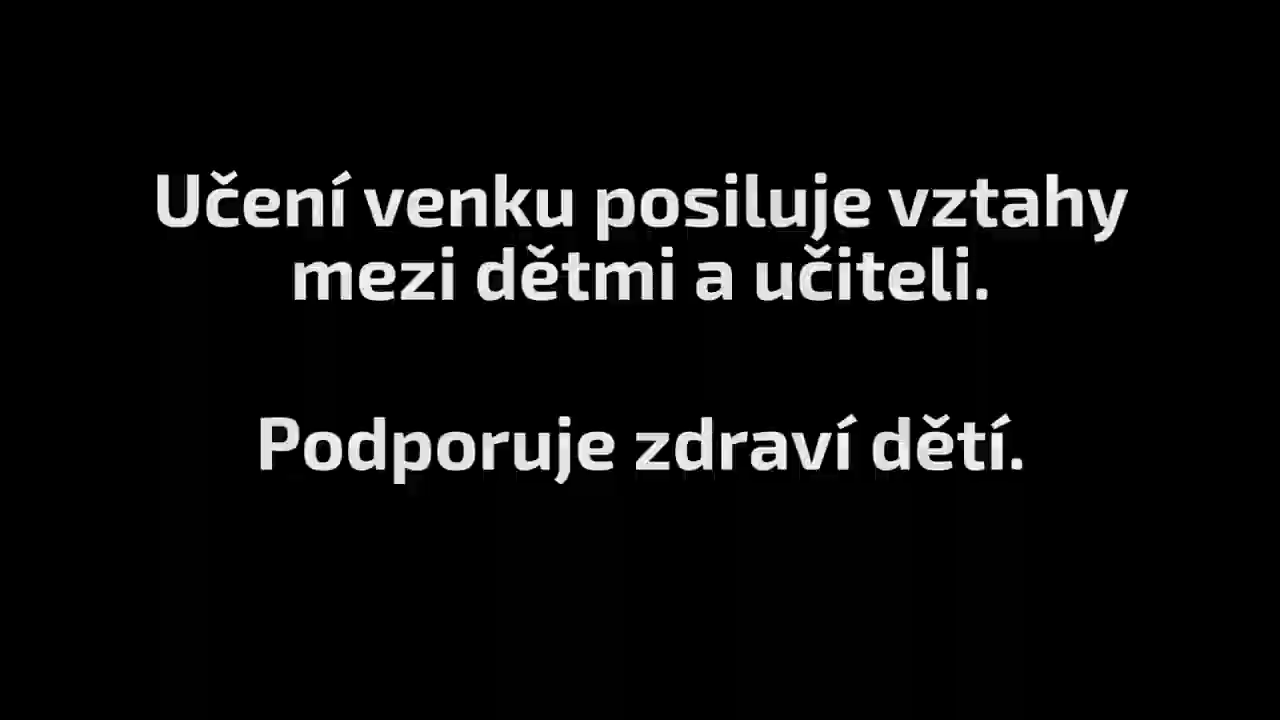 Učení venku posiluje vztahy
mezi dětmi a učiteli.
Podporuje zdraví dětí.